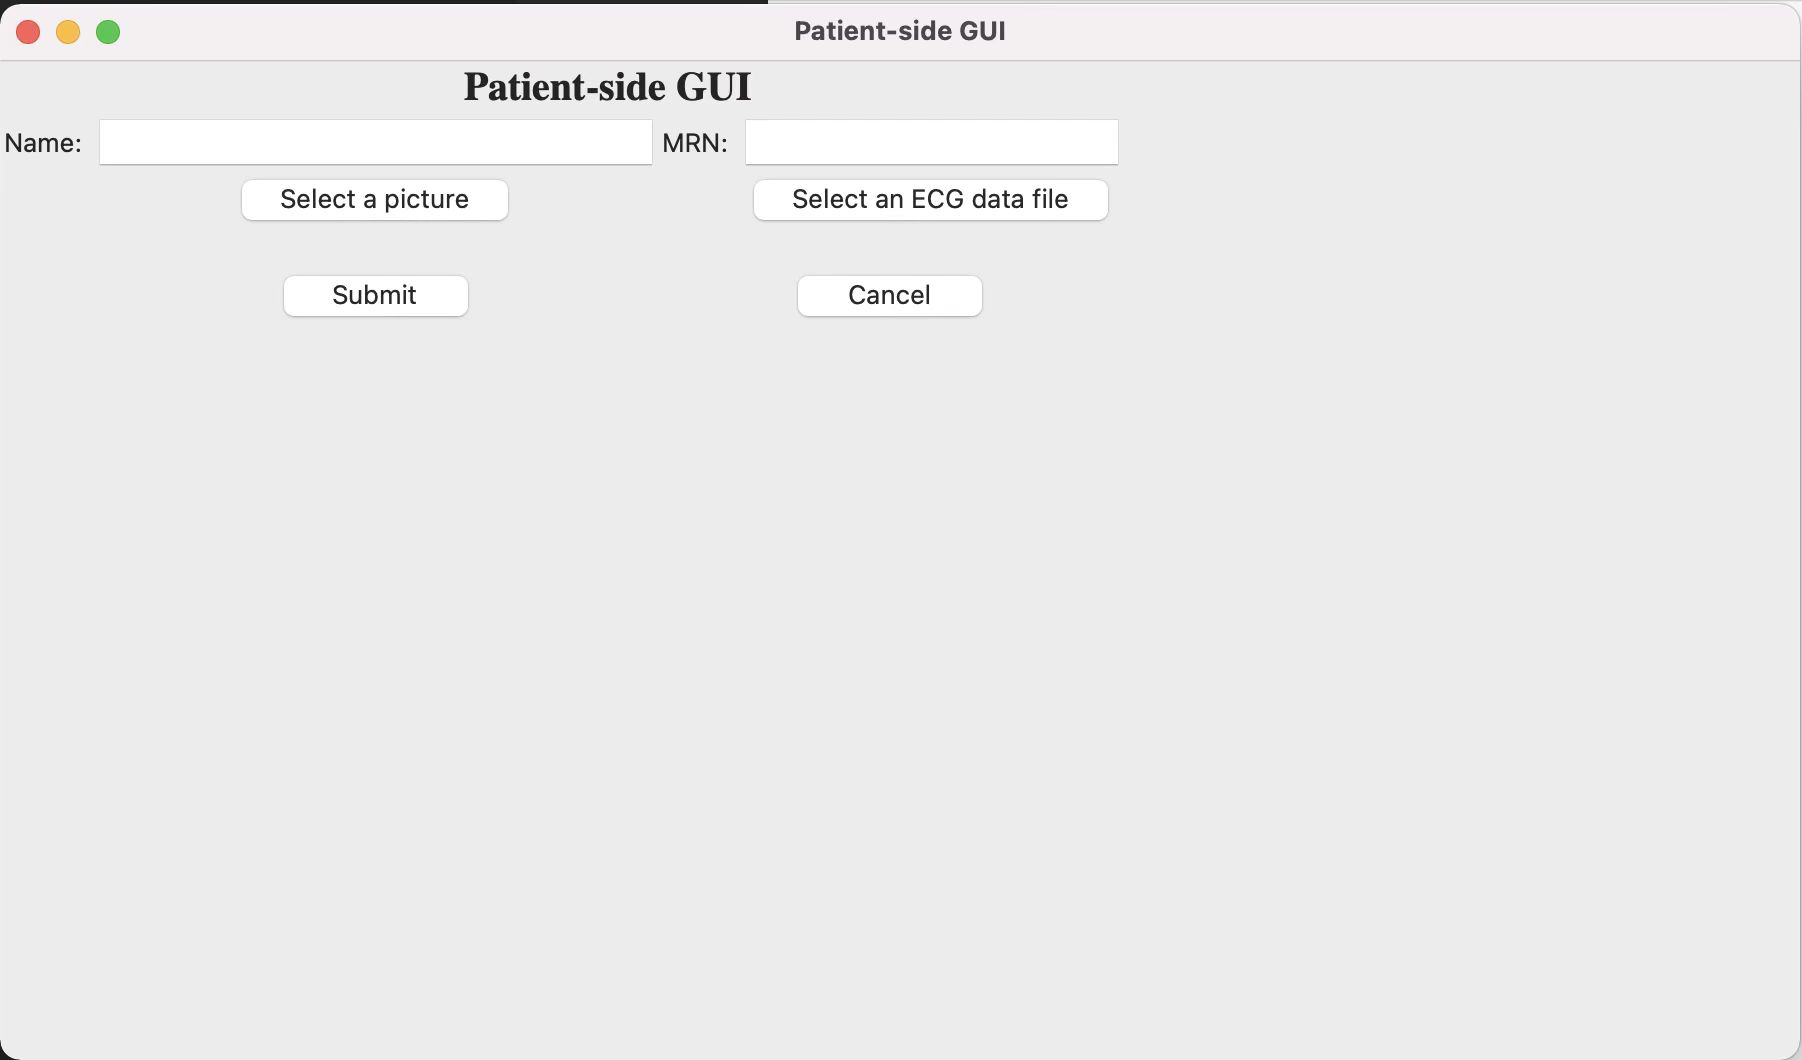 Patient-side GUI
Patient-side GUI
Name: MRN:
Select a picture Select an ECG data file
Submit Cancel